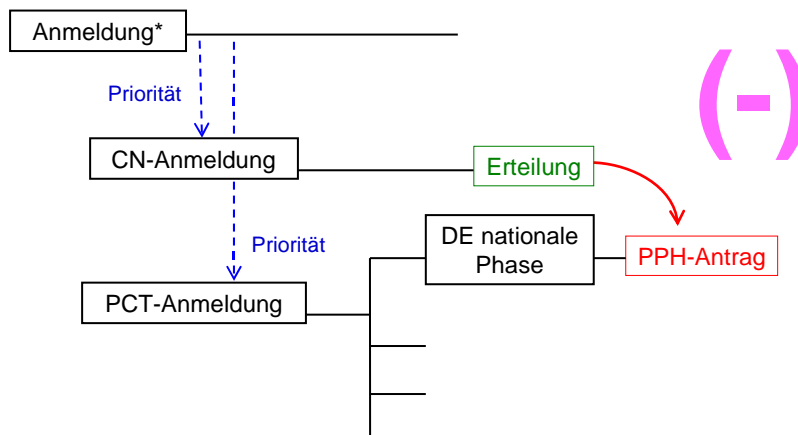 Anmeldung*
(-)
Priorität
CN-Anmeldung
Erteilung
DE nationale
Phase
PPH-Antrag
Priorität
PCT-Anmeldung